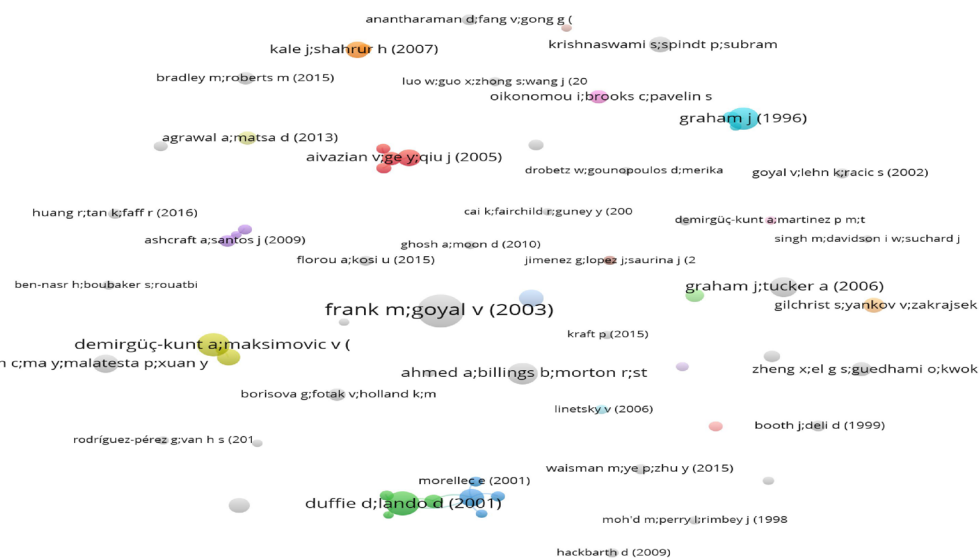 anantharaman d;fang v;gong g (
kale j;shahrur h (2007)
krishnaswami s;spindt p;subram
bradley m;roberts m (2015)
luo w;guo x;zhong s;wang j (20
oikonomou i;brooks c;pavelin s
graham j (1996)
agrawal a;matsa d (2013)
aivazian v;ge y;qiu j (2005)
drobetz w;gounopoulos d;merika
goyal v;lehn k;racic s (2002)
huang r;tan k;faff r (2016)
cai k;fairchild r;guney y (200
demirgüç-kunt a;martinez p m;t
ashcraft a;santos j (2009)
ghosh a;moon d (2010)
singh m;davidson i w;suchard j
florou a;kosi u (2015)
jimenez g;lopez j;saurina j (2
ben-nasr h;boubaker s;rouatbi
graham j;tucker a (2006)
frank m;goyal v (2003)
gilchrist s;yankov v;zakrajsek
kraft p (2015)
demirgüç-kunt a;maksimovic v (
n c;ma y;malatesta p;xuan y
ahmed a;billings b;morton r;st
zheng x;el g s;guedhami o;kwok
borisova g;fotak v;holland k;m
linetsky v (2006)
booth j;deli d (1999)
rodríguez-pérez g;van h s (201
waisman m;ye p;zhu y (2015)
morellec e (2001)
duffie d;lando d (2001)
moh'd m;perry l;rimbey j (1998
hackbarth d (2009)